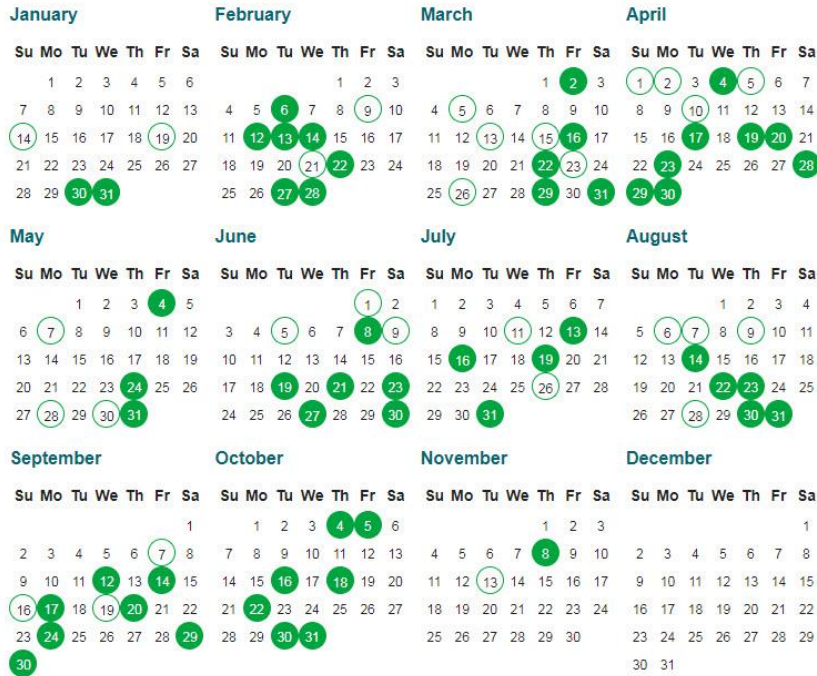 January
Su Mo Tu We Th Fr Sa
1 2 3 4 5 6
7 8 9 10 11 12 13
14 15 16 17 18 19 20
21 22 23 24 25 26 27
28 29 30 31
February
Su Mo Tu We Th Fr Sa
1 2 3
4 5 6 7 8 9 10
11 12 13 14 15 16 17
18 19 20 21 22 23 24
25 26 27 28
March
Su Mo Tu We Th Fr Sa
1 2 3
4 5 6 7 8 9 10
11 12 13 14 15 16 17
18 19 20 21 22 23 24
25 26 27 28 29 30 31
April
Su Mo Tu We Th Fr Sa
1 2 3 4 5 6 7
8 9 10 11 12 13 14
15 16 17 18 19 20 21
22 23 24 25 26 27 28
29 30
May
Su Mo Tu We Th Fr Sa
1 2 3 4 5
6 7 8 9 10 11 12
13 14 15 16 17 18 19
20 21 22 23 24 25 26
27 28 29 30 31
June
Su Mo Tu We Th Fr Sa
1 2
3 4 5 6 7 8 9
10 11 12 13 14 15 16
17 18 19 20 21 22 23
24 25 26 27 28 29 30
July
Su Mo Tu We Th Fr Sa
1 2 3 4 5 6 7
8 9 10 11 12 13 14
15 16 17 18 19 20 21
22 23 24 25 26 27 28
29 30 31
August
Su Mo Tu We Th Fr Sa
1 2 3 4
5 6 7 8 9 10 11
12 13 14 15 16 17 18
19 20 21 22 23 24 25
26 27 28 29 30 31
September
Su Mo Tu We Th Fr Sa
1
2 3 4 5 6 7 8
9 10 11 12 13 14 15
16 17 18 19 20 21 22
23 24 25 26 27 28 29
30
October
Su Mo Tu We Th Fr Sa
1 2 3 4 5 6
7 8 9 10 11 12 13
14 15 16 17 18 19 20
21 22 23 24 25 26 27
28 29 30 31
November
Su Mo Tu We Th Fr Sa
1 2 3
4 5 6 7 8 9 10
11 12 13 14 15 16 17
18 19 20 21 22 23 24
25 26 27 28 29 30
December
Su Mo Tu We Th Fr Sa
1
2 3 4 5 6 7 8
9 10 11 12 13 14 15
16 17 18 19 20 21 22
23 24 25 26 27 28 29
30 31